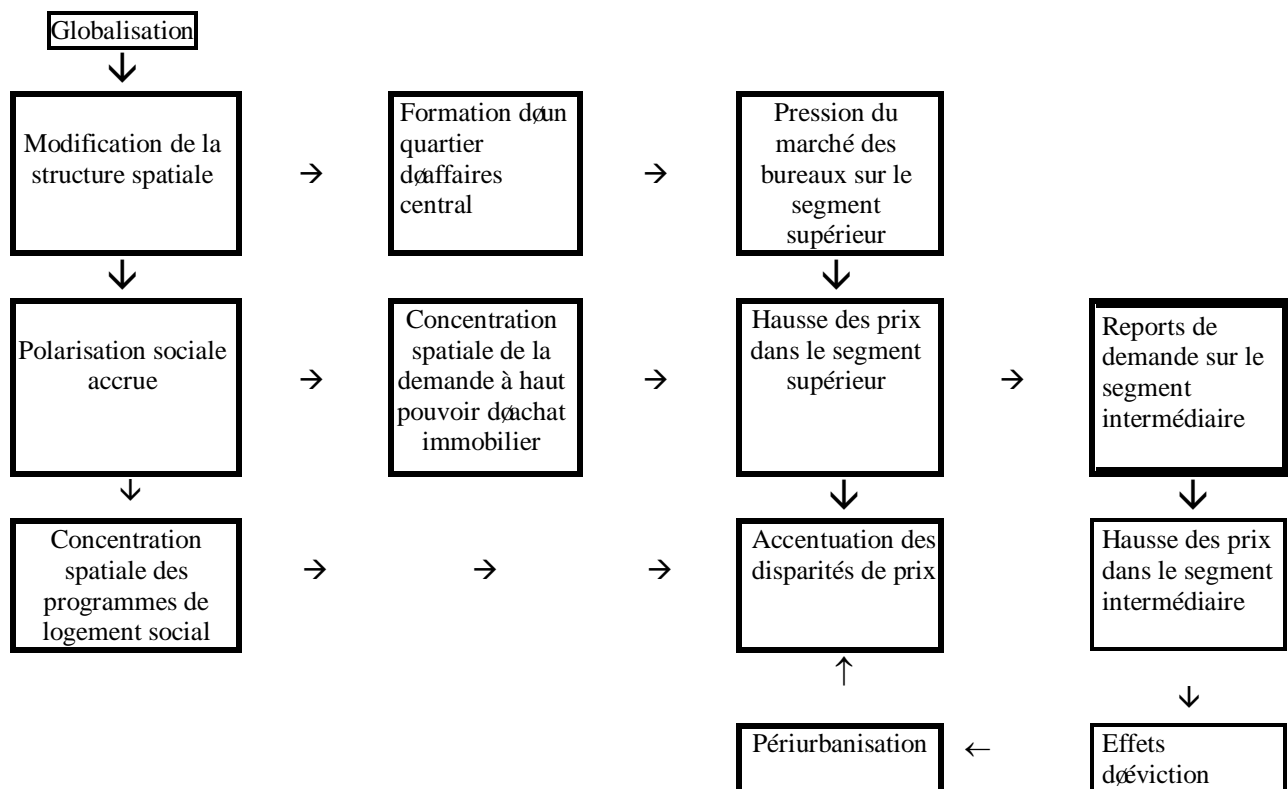 Globalisation
Modification de la
structure spatiale
→
Formation døun
quartier
døaffaires
central
→
Pression du
marché des
bureaux sur le
segment
supérieur
Polarisation sociale
accrue
→
Concentration
spatiale de la
demande à haut
pouvoir døachat
immobilier
→
Hausse des prix
dans le segment
supérieur
→
Reports de
demande sur le
segment
intermédiaire
Concentration
spatiale des
programmes de
logement social
→
→
→
Accentuation des
disparités de prix
Hausse des prix
dans le segment
intermédiaire
Périurbanisation
←
Effets
døéviction